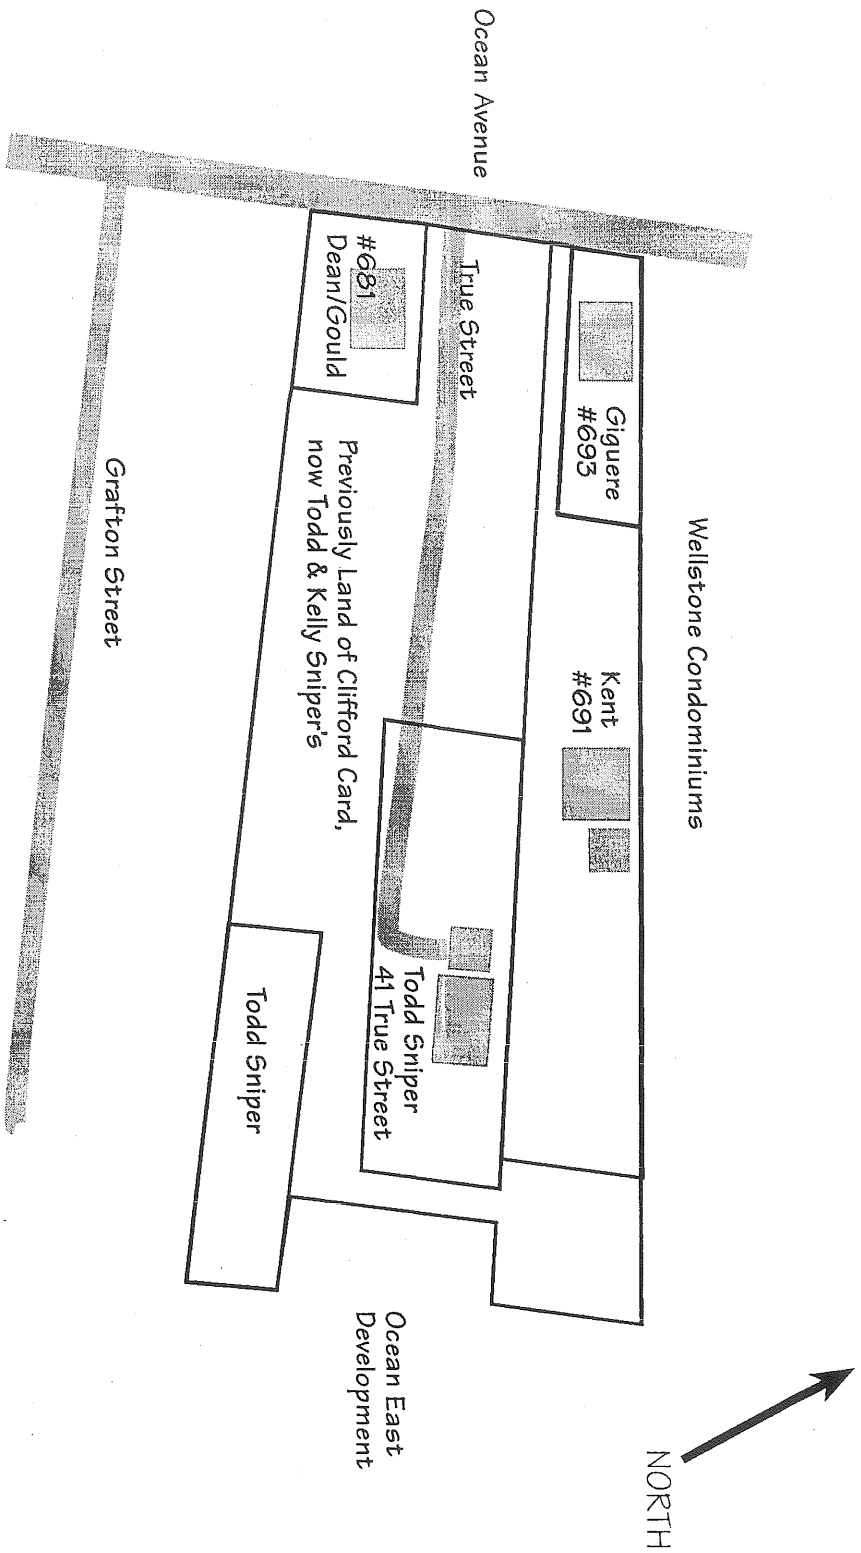 Ocean Avenue
Wellstone Condominiums
Giguere
#693
Kent
#691
True Street
#681
Dean/Gould
Previously Land of Clifford Card,
now Todd & Kelly Sniper's
Todd Sniper
41 True Street
Todd Sniper
Grafton Street
Ocean East
Development
NORTH